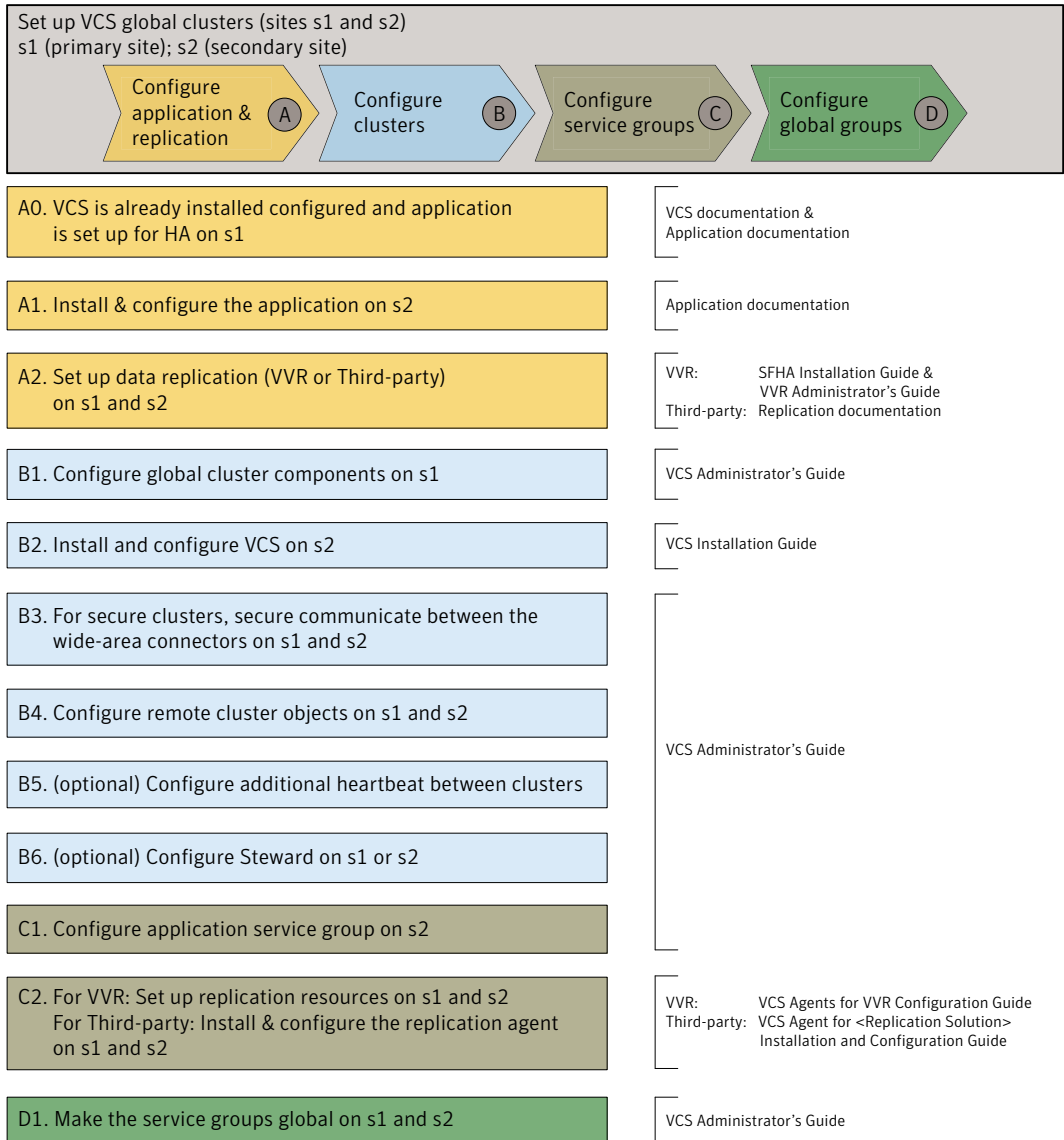 Set up VCS global clusters (sites s1 and s2)
s1 (primary site); s2 (secondary site)
Configure
application &
replication
A
Configure
clusters
B
Configure
service groups
C
Configure
global groups
D
A0. VCS is already installed configured and application
is set up for HA on s1
VCS documentation &
Application documentation
A1. Install & configure the application on s2
Application documentation
A2. Set up data replication (VVR or Third-party)
on s1 and s2
VVR: SFHA Installation Guide &
VVR Administrator's Guide
Third-party: Replication documentation
B1. Configure global cluster components on s1
VCS Administrator's Guide
B2. Install and configure VCS on s2
VCS Installation Guide
B3. For secure clusters, secure communicate between the
wide-area connectors on s1 and s2
B4. Configure remote cluster objects on s1 and s2
B5. (optional) Configure additional heartbeat between clusters
B6. (optional) Configure Steward on s1 or s2
C1. Configure application service group on s2
VCS Administrator's Guide
C2. For VVR: Set up replication resources on s1 and s2
For Third-party: Install & configure the replication agent
on s1 and s2
VVR: VCS Agents for VVR Configuration Guide
Third-party: VCS Agent for <Replication Solution>
Installation and Configuration Guide
D1. Make the service groups global on s1 and s2
VCS Administrator's Guide